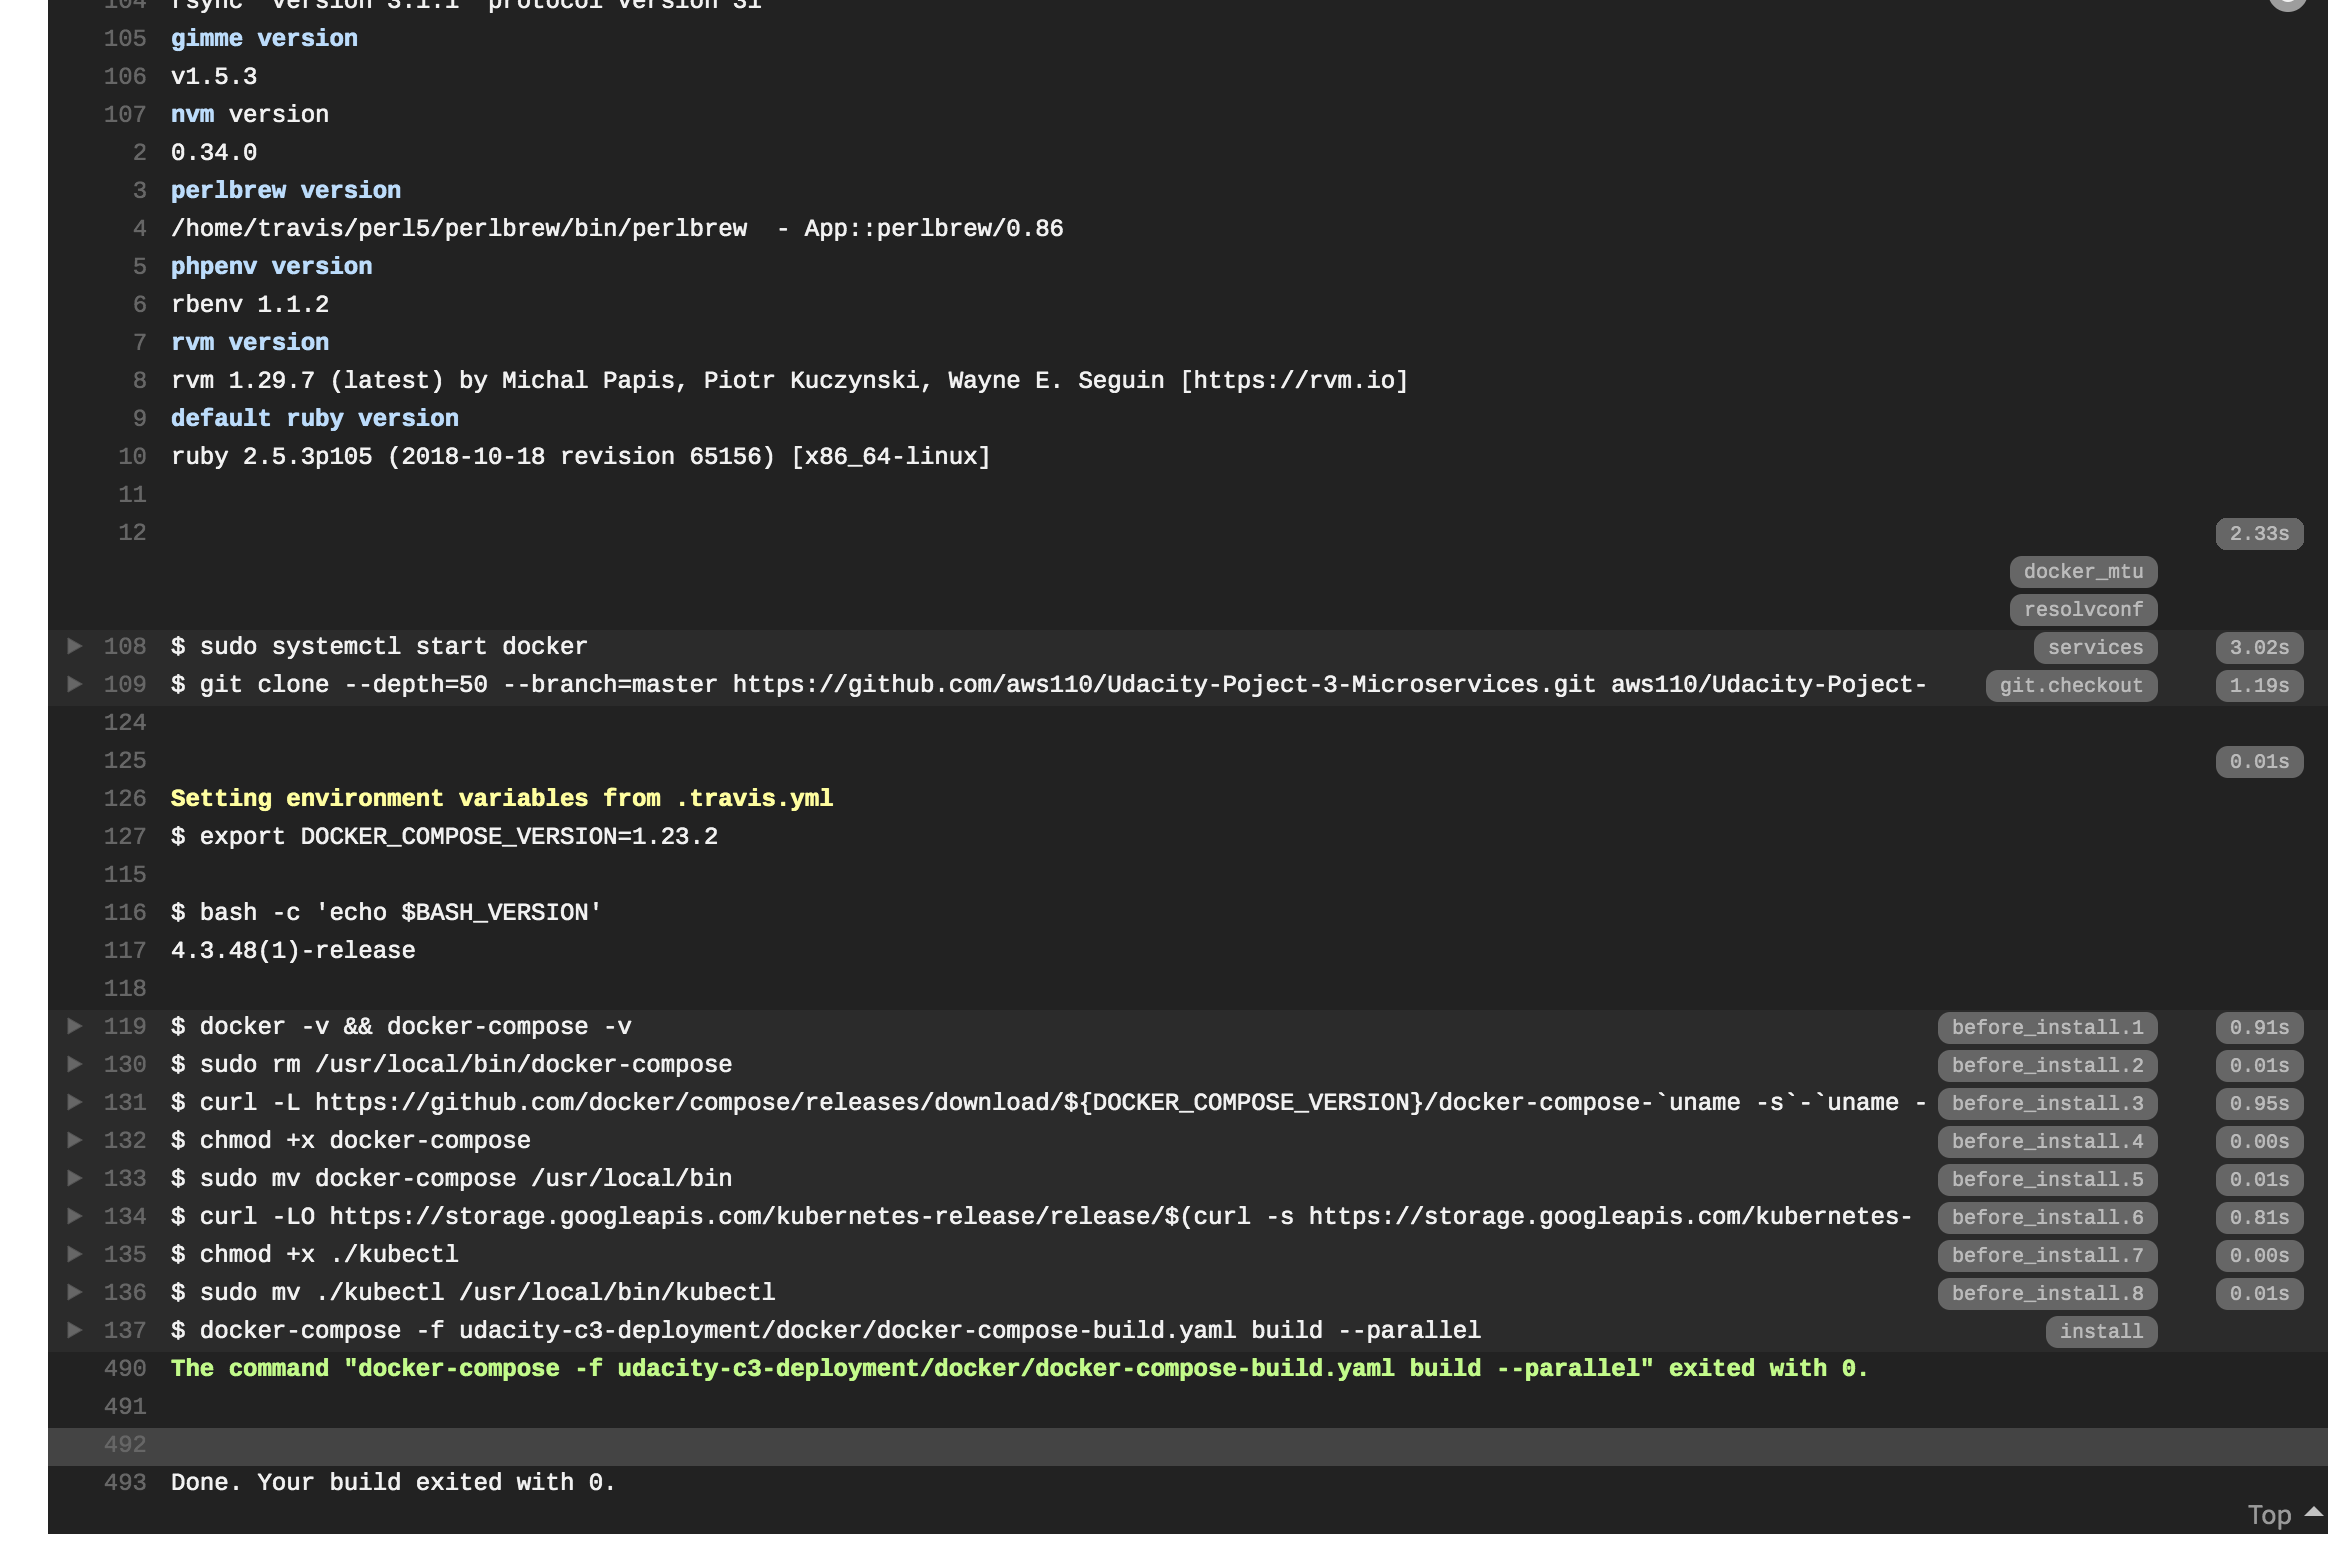 104 rsync  version 3.1.1  protocol version 31
105 gimme version
106 v1.5.3
107 nvm version
2 0.34.0
3 perlbrew version
4 /home/travis/perl5/perlbrew/bin/perlbrew  - App::perlbrew/0.86
5 phpenv version
6 rbenv 1.1.2
7 rvm version
8 rvm 1.29.7 (latest) by Michal Papis, Piotr Kuczynski, Wayne E. Seguin [https://rvm.io]
9 default ruby version
10 ruby 2.5.3p105 (2018-10-18 revision 65156) [x86_64-linux]
11
12 2.33s
docker_mtu
resolvconf
108 $ sudo systemctl start docker services 3.02s
109 $ git clone --depth=50 --branch=master https://github.com/aws110/Udacity-Poject-3-Microservices.git aws110/Udacity-Poject- git.checkout 1.19s
124
125 0.01s
126 Setting environment variables from .travis.yml
127 $ export DOCKER_COMPOSE_VERSION=1.23.2
115
116 $ bash -c 'echo $BASH_VERSION'
117 4.3.48(1)-release
118
119 $ docker -v && docker-compose -v before_install.1 0.91s
130 $ sudo rm /usr/local/bin/docker-compose before_install.2 0.01s
131 $ curl -L https://github.com/docker/compose/releases/download/${DOCKER_COMPOSE_VERSION}/docker-compose-`uname -s`-`uname - before_install.3 0.95s
132 $ chmod +x docker-compose before_install.4 0.00s
133 $ sudo mv docker-compose /usr/local/bin before_install.5 0.01s
134 $ curl -LO https://storage.googleapis.com/kubernetes-release/release/$(curl -s https://storage.googleapis.com/kubernetes- before_install.6 0.81s
135 $ chmod +x ./kubectl before_install.7 0.00s
136 $ sudo mv ./kubectl /usr/local/bin/kubectl before_install.8 0.01s
137 $ docker-compose -f udacity-c3-deployment/docker/docker-compose-build.yaml build --parallel install
490 The command "docker-compose -f udacity-c3-deployment/docker/docker-compose-build.yaml build --parallel" exited with 0.
491
492
493 Done. Your build exited with 0.
Top